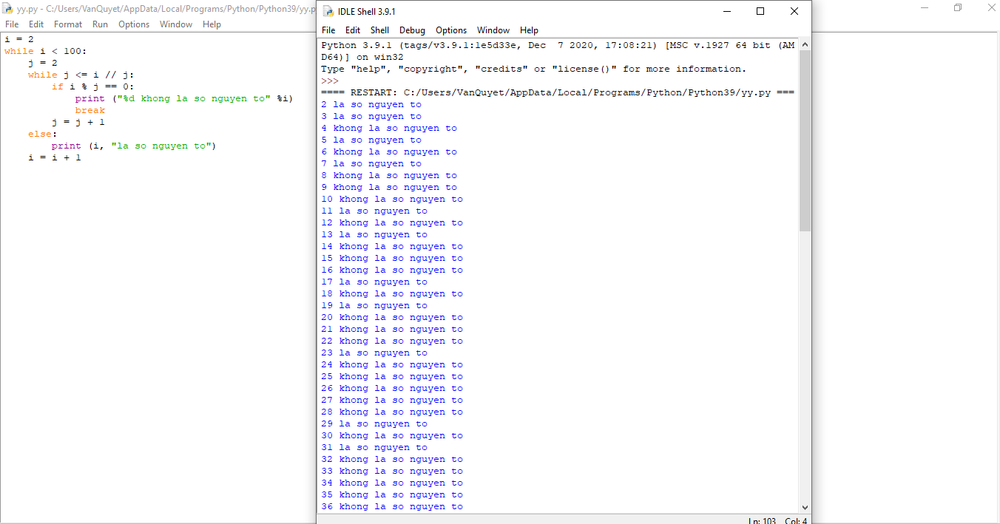 yy.py - C:/Users/VanQuyet/AppData/Local/Programs/Python/Python39/yy.p
File Edit Format Run Options Window Help
i = 2
while i < 100:
    j = 2
    while j <= i // j:
        if i % j == 0:
            print ("%d khong la so nguyen to" %i)
            break
        j = j + 1
    else:
        print (i, "la so nguyen to")
    i = i + 1
IDLE Shell 3.9.1
File Edit Shell Debug Options Window Help
Python 3.9.1 (tags/v3.9.1:1e5d33e, Dec  7 2020, 17:08:21) [MSC v.1927 64 bit (AM
D64)] on win32
Type "help", "copyright", "credits" or "license()" for more information.
>>>
==== RESTART: C:/Users/VanQuyet/AppData/Local/Programs/Python/Python39/yy.py ===
2 la so nguyen to
3 la so nguyen to
4 khong la so nguyen to
5 la so nguyen to
6 khong la so nguyen to
7 la so nguyen to
8 khong la so nguyen to
9 khong la so nguyen to
10 khong la so nguyen to
11 la so nguyen to
12 khong la so nguyen to
13 la so nguyen to
14 khong la so nguyen to
15 khong la so nguyen to
16 khong la so nguyen to
17 la so nguyen to
18 khong la so nguyen to
19 la so nguyen to
20 khong la so nguyen to
21 khong la so nguyen to
22 khong la so nguyen to
23 la so nguyen to
24 khong la so nguyen to
25 khong la so nguyen to
26 khong la so nguyen to
27 khong la so nguyen to
28 khong la so nguyen to
29 la so nguyen to
30 khong la so nguyen to
31 la so nguyen to
32 khong la so nguyen to
33 khong la so nguyen to
34 khong la so nguyen to
35 khong la so nguyen to
36 khong la so nguyen to
Ln: 103 Col: 4